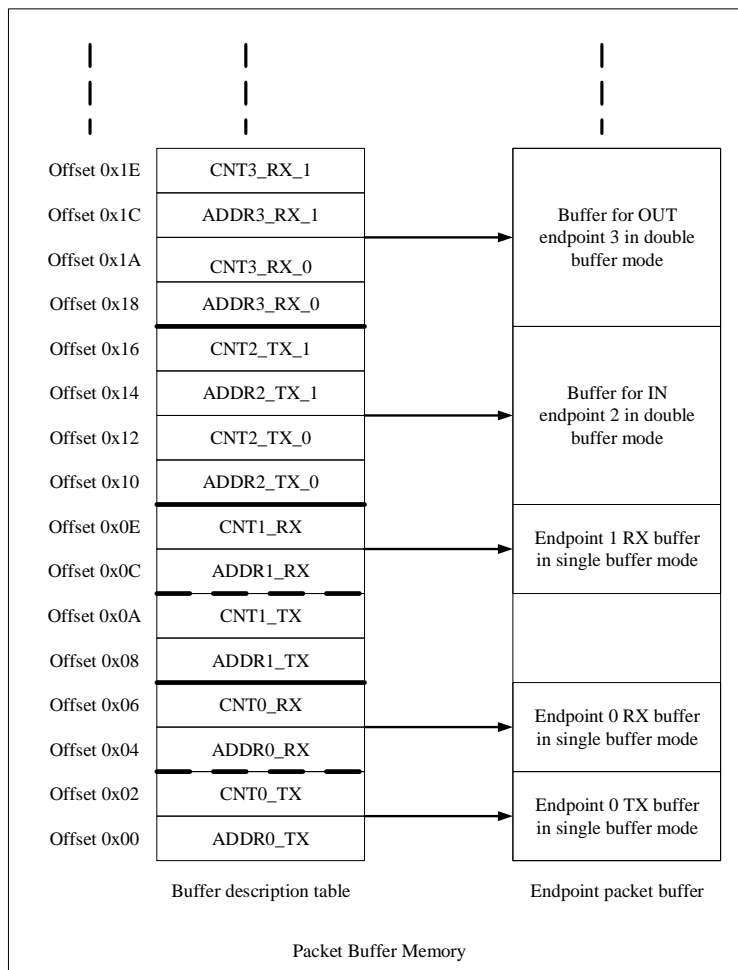 Offset 0x1E
CNT3_RX_1
Offset 0x1C
ADDR3_RX_1
Offset 0x1A
CNT3_RX_0
Offset 0x18
ADDR3_RX_0
Buffer for OUT
endpoint 3 in double
buffer mode
Offset 0x16
CNT2_TX_1
Offset 0x14
ADDR2_TX_1
Offset 0x12
CNT2_TX_0
Offset 0x10
ADDR2_TX_0
Buffer for IN
endpoint 2 in double
buffer mode
Offset 0x0E
CNT1_RX
Offset 0x0C
ADDR1_RX
Endpoint 1 RX buffer
in single buffer mode
Offset 0x0A
CNT1_TX
Offset 0x08
ADDR1_TX
Offset 0x06
CNT0_RX
Offset 0x04
ADDR0_RX
Endpoint 0 RX buffer
in single buffer mode
Offset 0x02
CNT0_TX
Offset 0x00
ADDR0_TX
Endpoint 0 TX buffer
in single buffer mode
Buffer description table
Endpoint packet buffer
Packet Buffer Memory